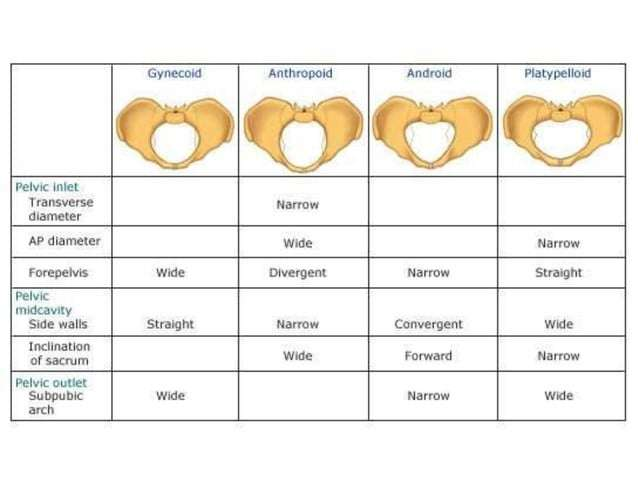 Gynecoid Anthropoid Android Platypelloid
Pelvic inlet
Transverse
diameter Narrow
AP diameter Wide Narrow
Forepelvis Wide Divergent Narrow Straight
Pelvic
midcavity
Side walls Straight Narrow Convergent Wide
Inclination
of sacrum Wide Forward Narrow
Pelvic outlet
Subpubic Wide Narrow Wide
arch